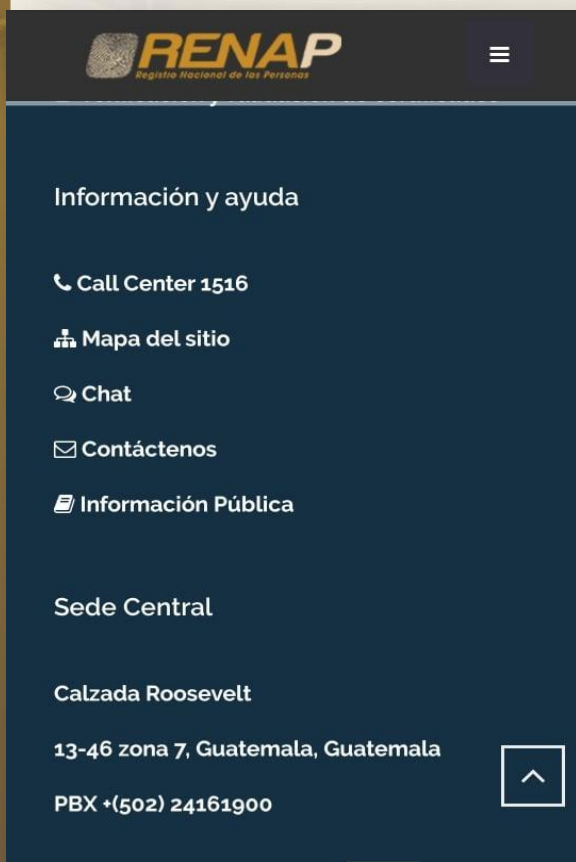 RENAP
Registro Nacional de las Personas
Información y ayuda
Call Center 1516
Mapa del sitio
Chat
Contáctenos
Información Pública
Sede Central
Calzada Roosevelt
13-46 zona 7, Guatemala, Guatemala
PBX +(502) 24161900